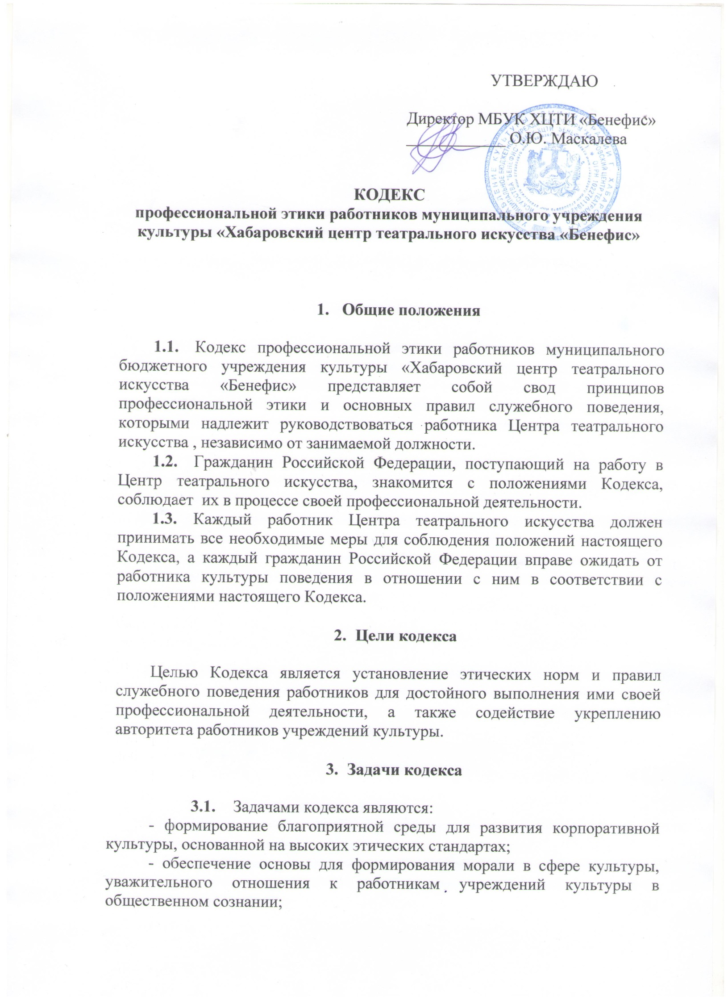 УТВЕРЖДАЮ
Директор МБУК ХЦТИ «Бенефис»
____________ О.Ю. Маскалева
КОДЕКС
профессиональной этики работников муниципального учреждения
культуры «Хабаровский центр театрального искусства «Бенефис»
1. Общие положения
1.1. Кодекс профессиональной этики работников муниципального
бюджетного учреждения культуры «Хабаровский центр театрального
искусства «Бенефис» представляет собой свод принципов
профессиональной этики и основных правил служебного поведения,
которыми надлежит руководствоваться работника Центра театрального
искусства , независимо от занимаемой должности.
1.2. Гражданин Российской Федерации, поступающий на работу в
Центр театрального искусства, знакомится с положениями Кодекса,
соблюдает их в процессе своей профессиональной деятельности.
1.3. Каждый работник Центра театрального искусства должен
принимать все необходимые меры для соблюдения положений настоящего
Кодекса, а каждый гражданин Российской Федерации вправе ожидать от
работника культуры поведения в отношении с ним в соответствии с
положениями настоящего Кодекса.
2. Цели кодекса
Целью Кодекса является установление этических норм и правил
служебного поведения работников для достойного выполнения ими своей
профессиональной деятельности, а также содействие укреплению
авторитета работников учреждений культуры.
3. Задачи кодекса
3.1. Задачами кодекса являются:
- формирование благоприятной среды для развития корпоративной
культуры, основанной на высоких этических стандартах;
- обеспечение основы для формирования морали в сфере культуры,
уважительного отношения к работникам учреждений культуры в
общественном сознании;